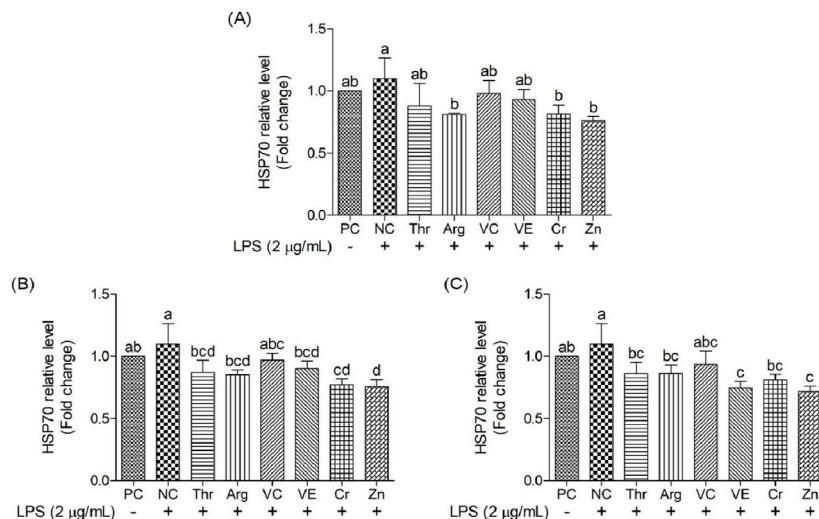 (A)
HSP70 relative level
(Fold change)
1.5
1.0
0.5
0.0
ab a ab b ab ab b b
PC NC Thr Arg VC VE Cr Zn
LPS (2 μg/mL) - + + + + + + +
(B)
HSP70 relative level
(Fold change)
1.5
1.0
0.5
0.0
ab a bcd bcd abc bcd cd d
PC NC Thr Arg VC VE Cr Zn
LPS (2 μg/mL) - + + + + + + +
(C)
HSP70 relative level
(Fold change)
1.5
1.0
0.5
0.0
ab a bc bc abc c bc c
PC NC Thr Arg VC VE Cr Zn
LPS (2 μg/mL) - + + + + + + +